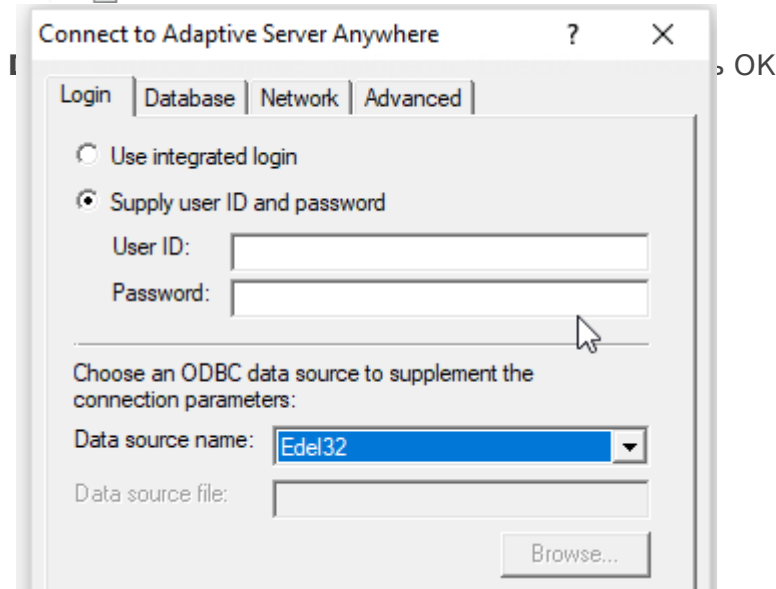 Connect to Adaptive Server Anywhere ? ×
ь OK
Login Database Network Advanced
Use integrated login
Supply user ID and password
User ID:
Password:
Choose an ODBC data source to supplement the
connection parameters:
Data source name: Edel32
Data source file:
Browse...